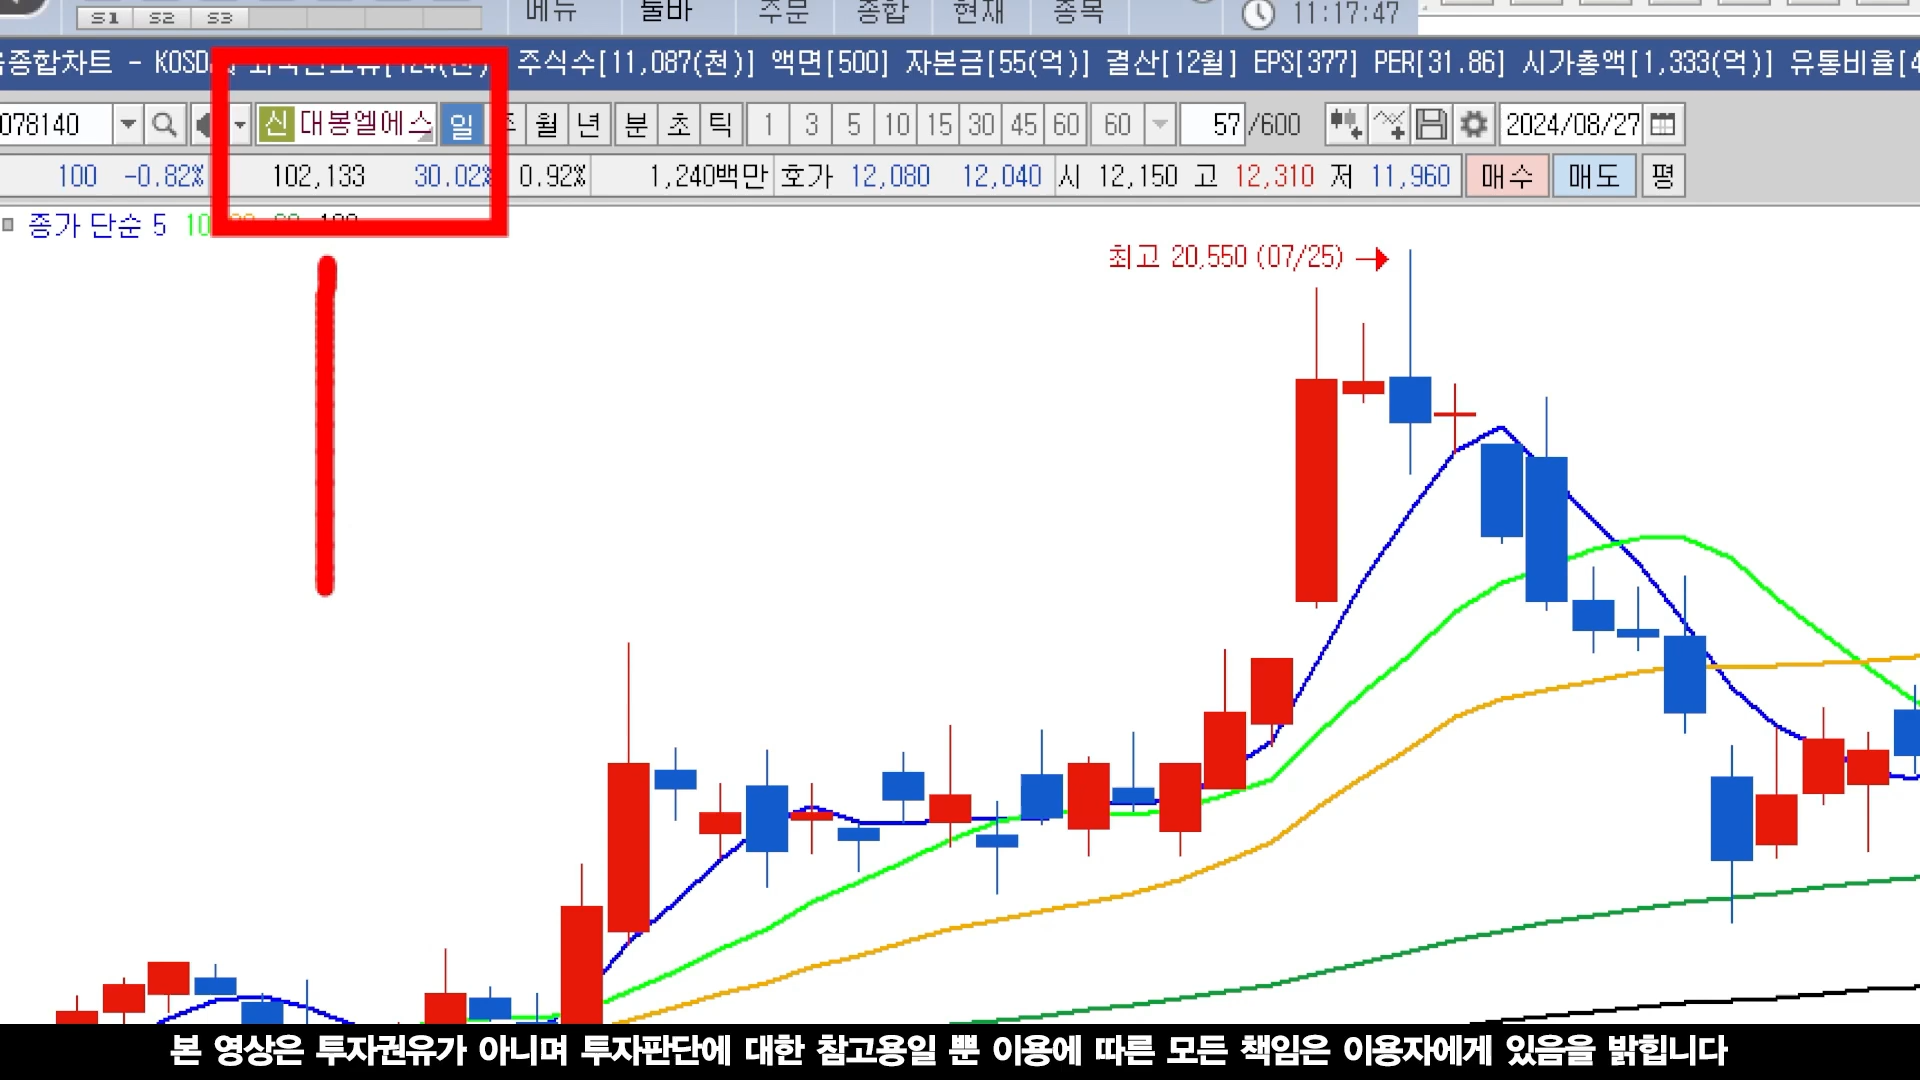 S1 S2 S3 메뉴 툴바 주문 종합 현재 종목 11:17:47
종합차트 - KOSD 주식수[11,087(천)] 액면[500] 자본금[55(억)] 결산[12월] EPS[377] PER[31.86] 시가총액[1,333(억)] 유통비율[4
078140 신 대봉엘에스 일 주 월 년 분 초 틱 1 3 5 10 15 30 45 60 60 57 /600 2024/08/27
100 -0.82% 102,133 30.02% 0.92% 1,240백만 호가 12,080 12,040 시 12,150 고 12,310 저 11,960 매수 매도 평
종가 단순 5 10
최고 20,550 (07/25)
본 영상은 투자권유가 아니며 투자판단에 대한 참고용일 뿐 이용에 따른 모든 책임은 이용자에게 있음을 밝힙니다